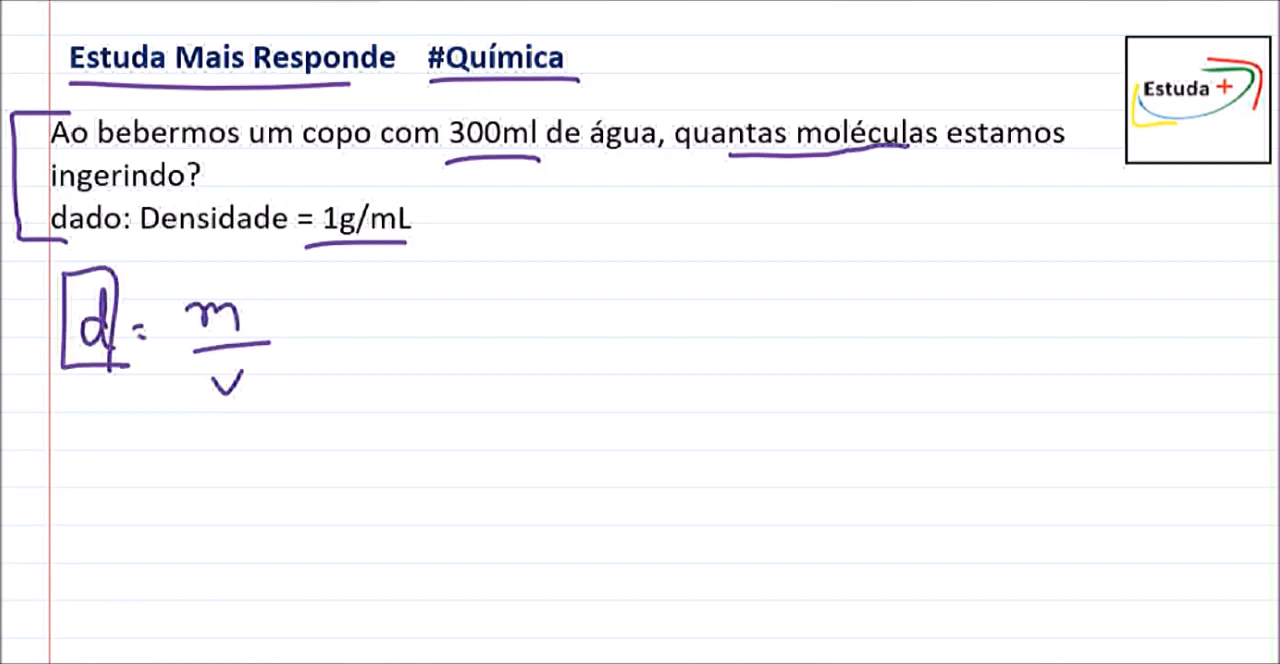 Estuda Mais Responde #Química
Estuda +
Ao bebermos um copo com 300ml de água, quantas moléculas estamos
ingerindo?
dado: Densidade = 1g/mL
d = m
v